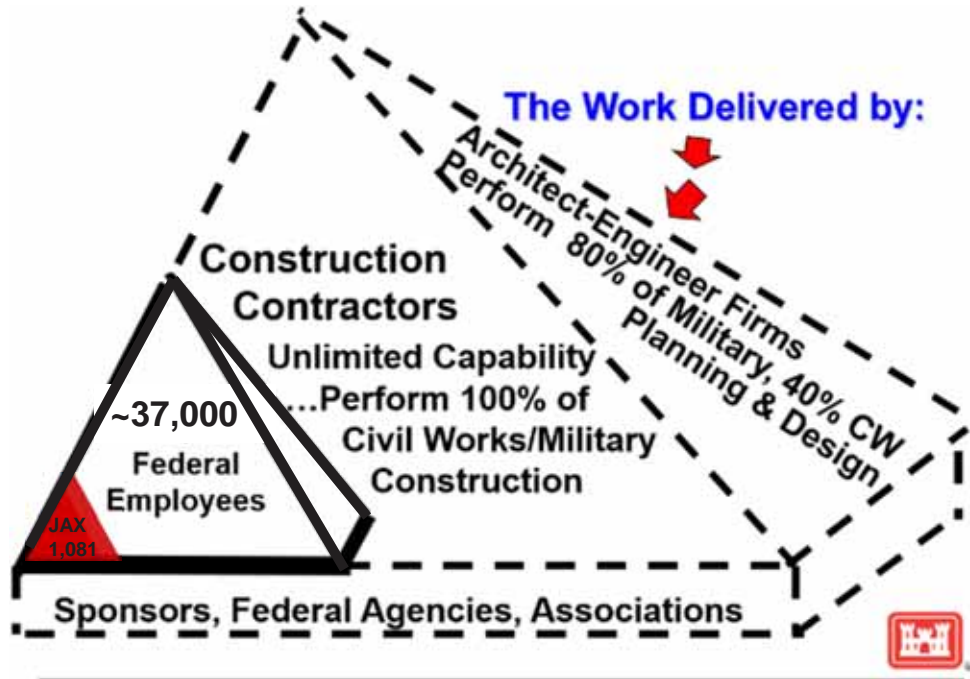 The Work Delivered by:
Architect-Engineer Firms
Perform 80% of Military, 40% CW
Planning & Design
Construction
Contractors
Unlimited Capability
...Perform 100% of
Civil Works/Military
Construction
~37,000
Federal
Employees
JAX
1,081
Sponsors, Federal Agencies, Associations